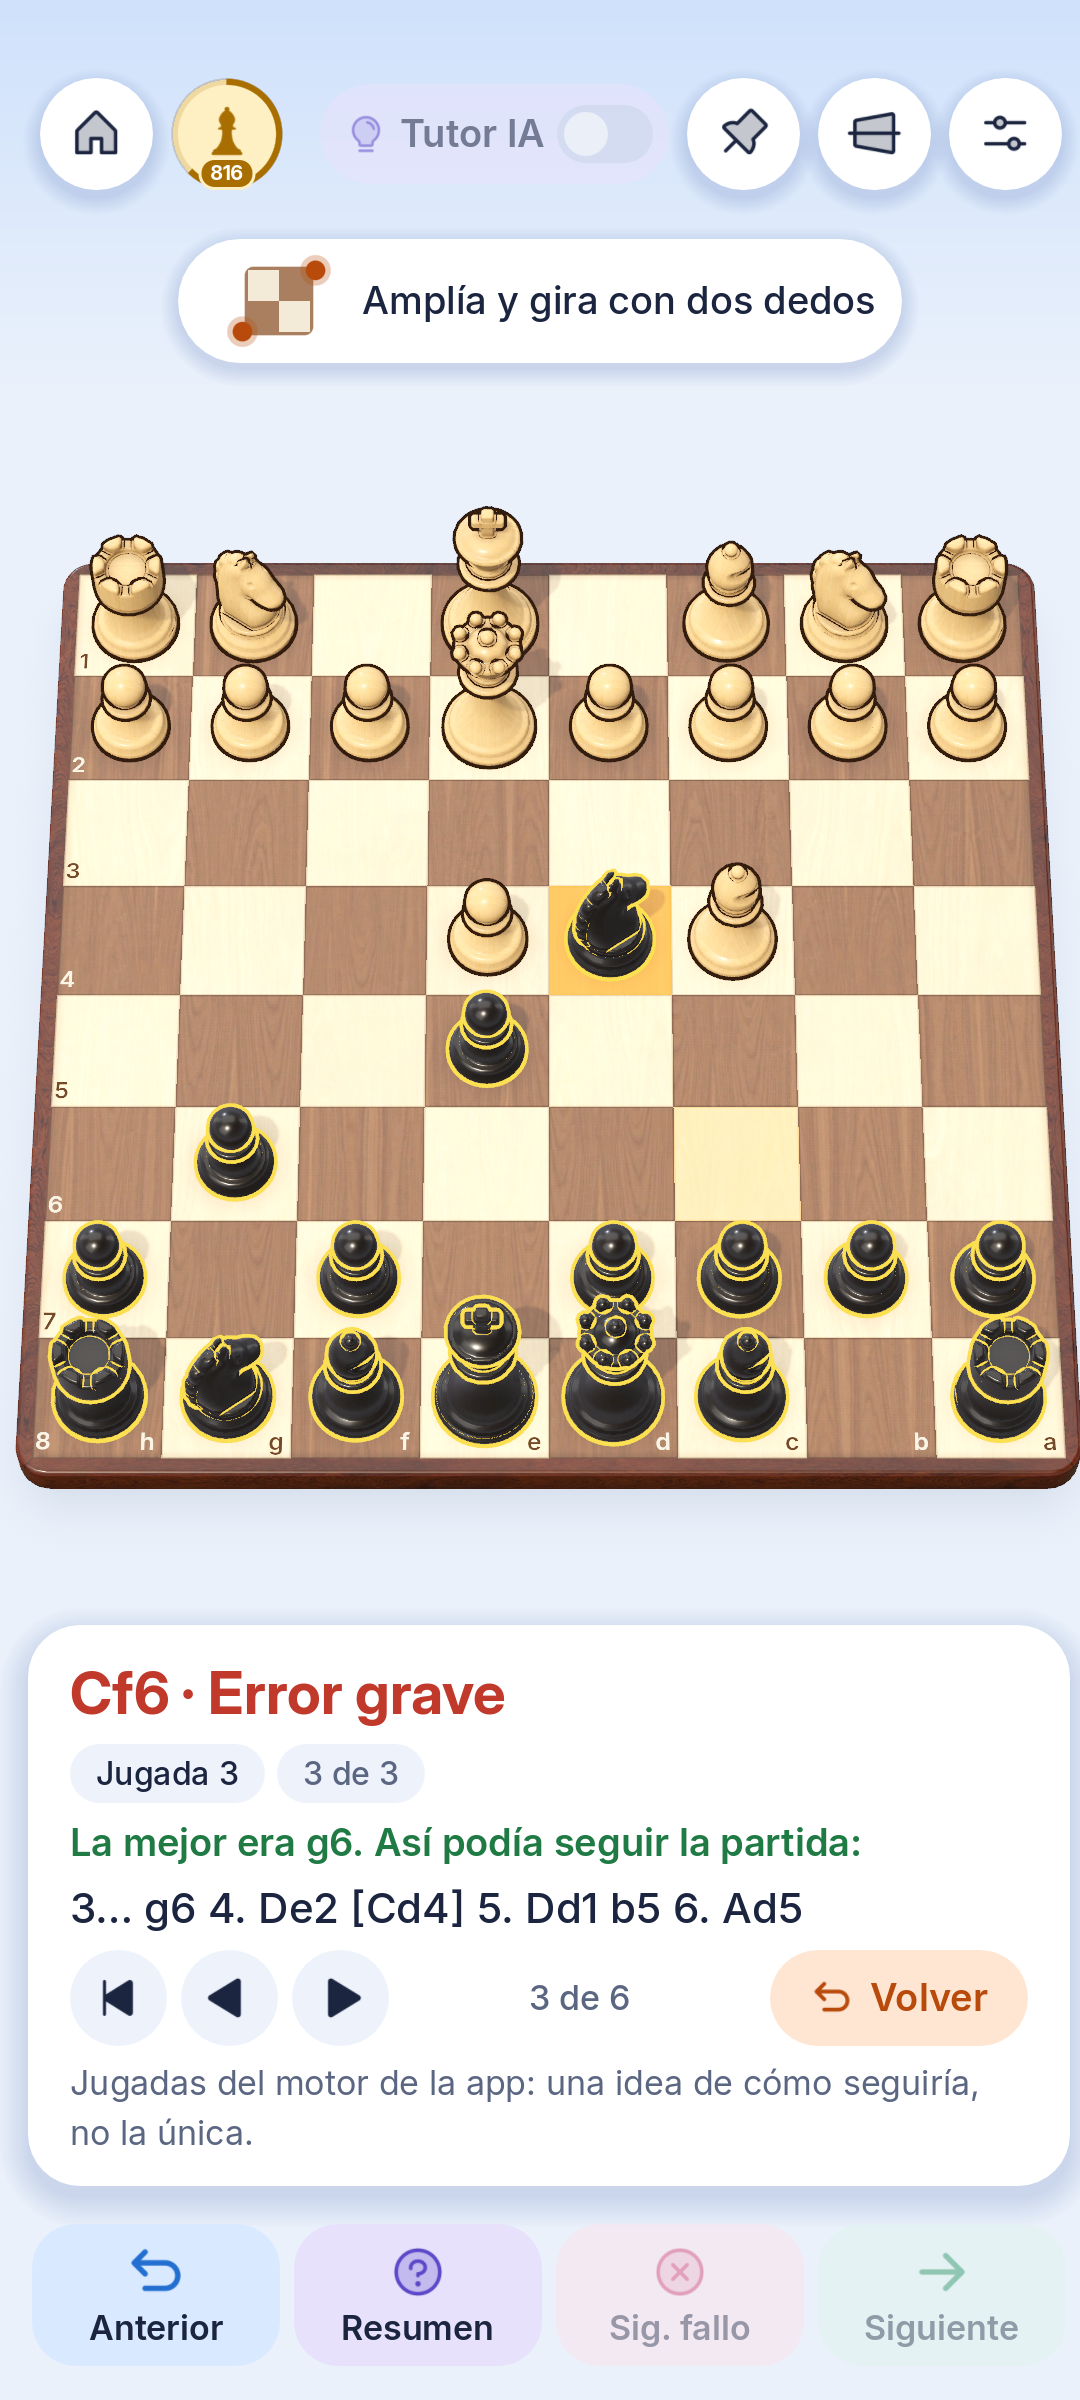 816
Tutor IA
Amplía y gira con dos dedos
1
2
3
4
5
6
7
8 h g f e d c b a
Cf6 · Error grave
Jugada 3
3 de 3
La mejor era g6. Así podía seguir la partida:
3... g6 4. De2 [Cd4] 5. Dd1 b5 6. Ad5
3 de 6
Volver
Jugadas del motor de la app: una idea de cómo seguiría,
no la única.
Anterior
Resumen
Sig. fallo
Siguiente